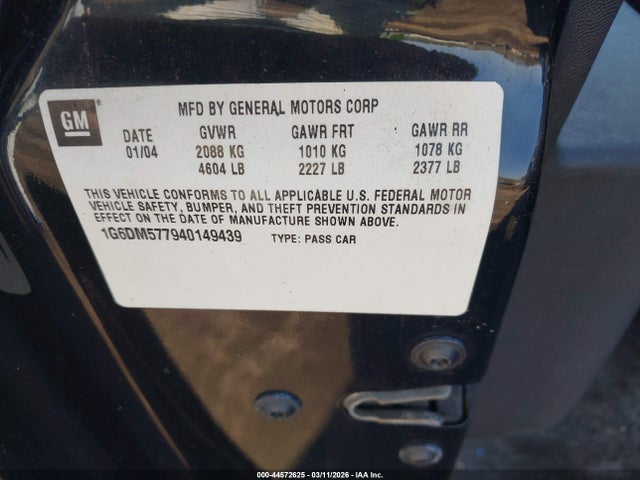 GM
MFD BY GENERAL MOTORS CORP
DATE GVWR GAWR FRT GAWR RR
01/04 2088 KG 1010 KG 1078 KG
4604 LB 2227 LB 2377 LB
THIS VEHICLE CONFORMS TO ALL APPLICABLE U.S. FEDERAL MOTOR
VEHICLE SAFETY, BUMPER, AND THEFT PREVENTION STANDARDS IN
EFFECT ON THE DATE OF MANUFACTURE SHOWN ABOVE.
1G6DM577940149439 TYPE: PASS CAR
000-44572625 - 03/11/2026 - IAA Inc.